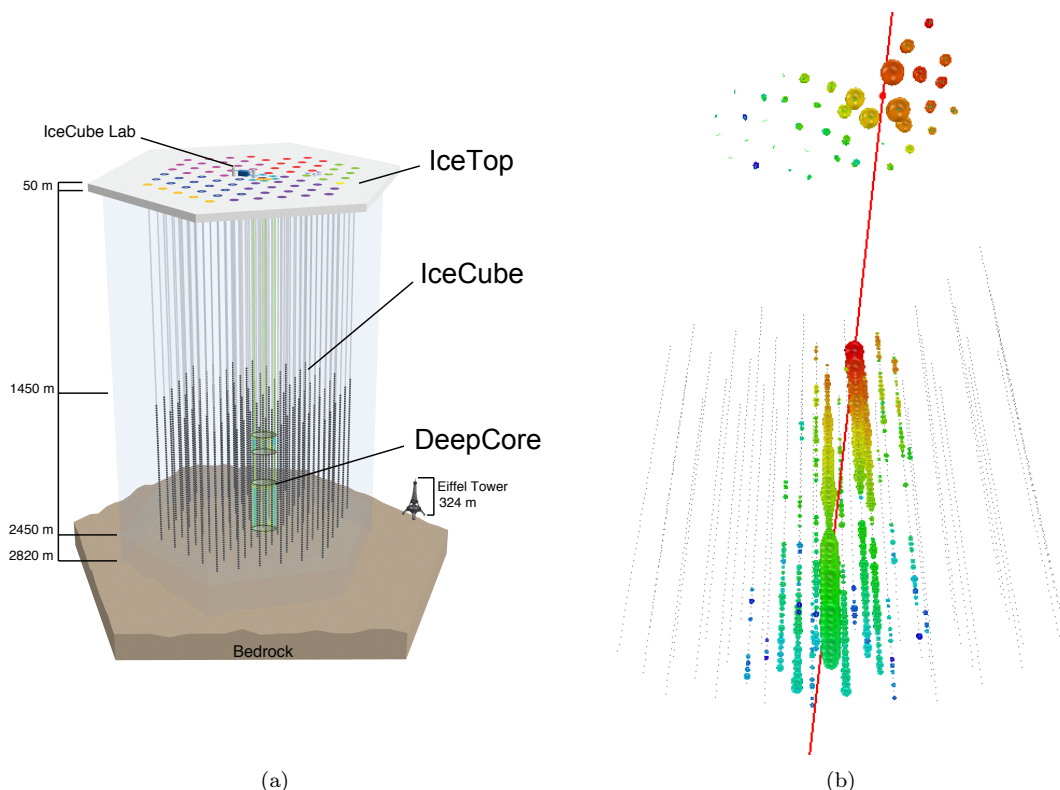 IceCube Lab
IceTop
50 m
IceCube
1450 m
DeepCore
Eiffel Tower
324 m
2450 m
2820 m
Bedrock
(a)
(b)